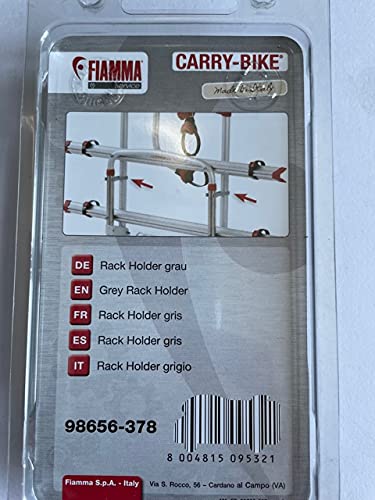 FIAMMA
service
CARRY-BIKE®
Made in Italy
DE Rack Holder grau
EN Grey Rack Holder
FR Rack Holder gris
ES Rack Holder gris
IT Rack Holder grigio
98656-378
8 004815 095321
Fiamma S.p.A. - Italy
Via S. Rocco, 56 – Cardano al Campo (VA)